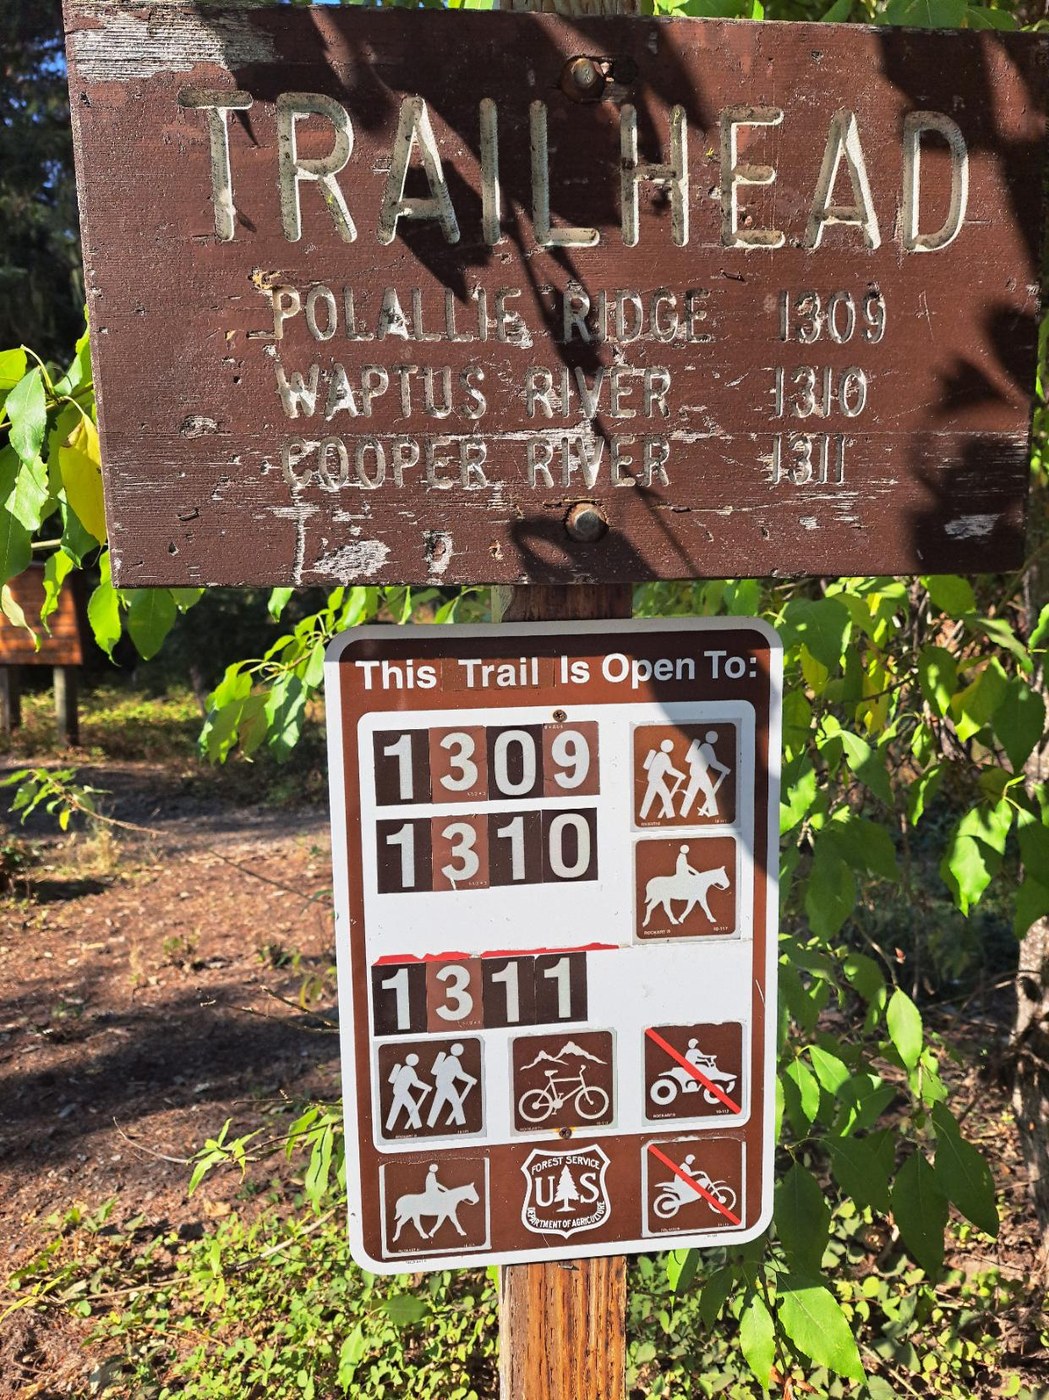 TRAILHEAD
POLALLIE RIDGE 1309
WAPTUS RIVER 1310
COOPER RIVER 1311
This Trail Is Open To:
1309
1310
1311
FOREST SERVICE
US
DEPARTMENT OF AGRICULTURE